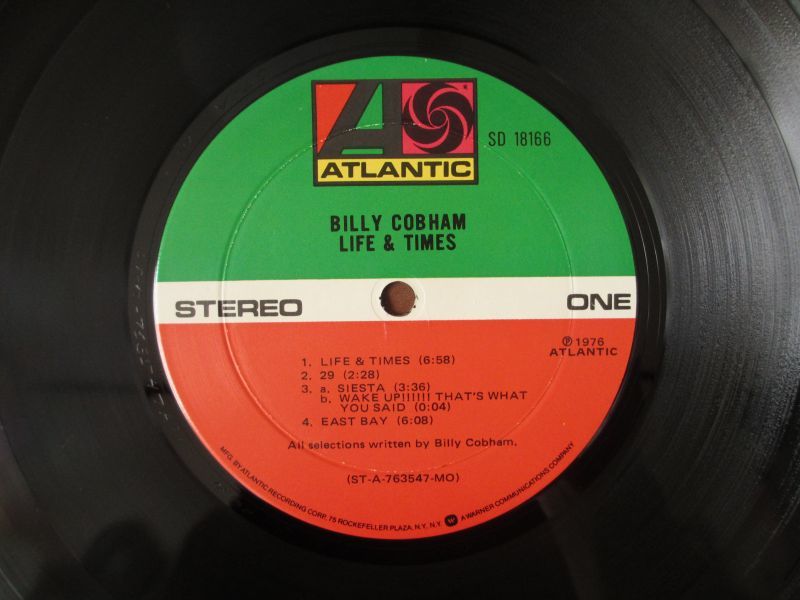 ATLANTIC
SD 18166
BILLY COBHAM
LIFE & TIMES
STEREO
ONE
℗ 1976
ATLANTIC
1. LIFE & TIMES (6:58)
2. 29 (2:28)
3. a. SIESTA (3:36)
b. WAKE UP!!!!!! THAT'S WHAT
YOU SAID (0:04)
4. EAST BAY (6:08)
All selections written by Billy Cobham.
(ST-A-763547-MO)
MFG. BY ATLANTIC RECORDING CORP. 75 ROCKEFELLER PLAZA, N.Y., N.Y. A WARNER COMMUNICATIONS COMPANY